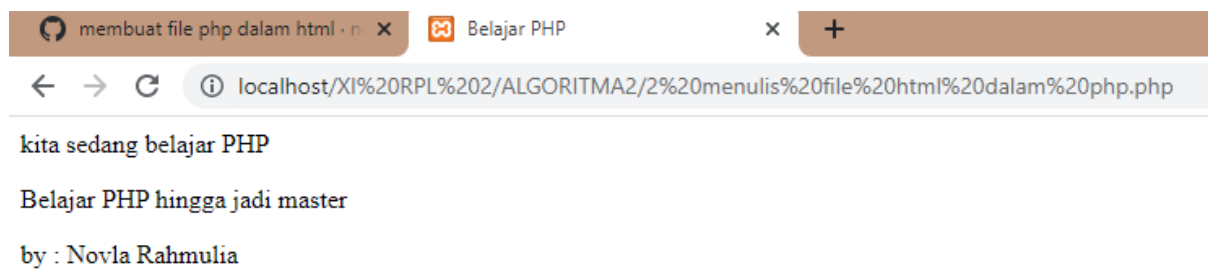 membuat file php dalam html · n
Belajar PHP
localhost/XI%20RPL%202/ALGORITMA2/2%20menulis%20file%20html%20dalam%20php.php
kita sedang belajar PHP
Belajar PHP hingga jadi master
by : Novla Rahmulia